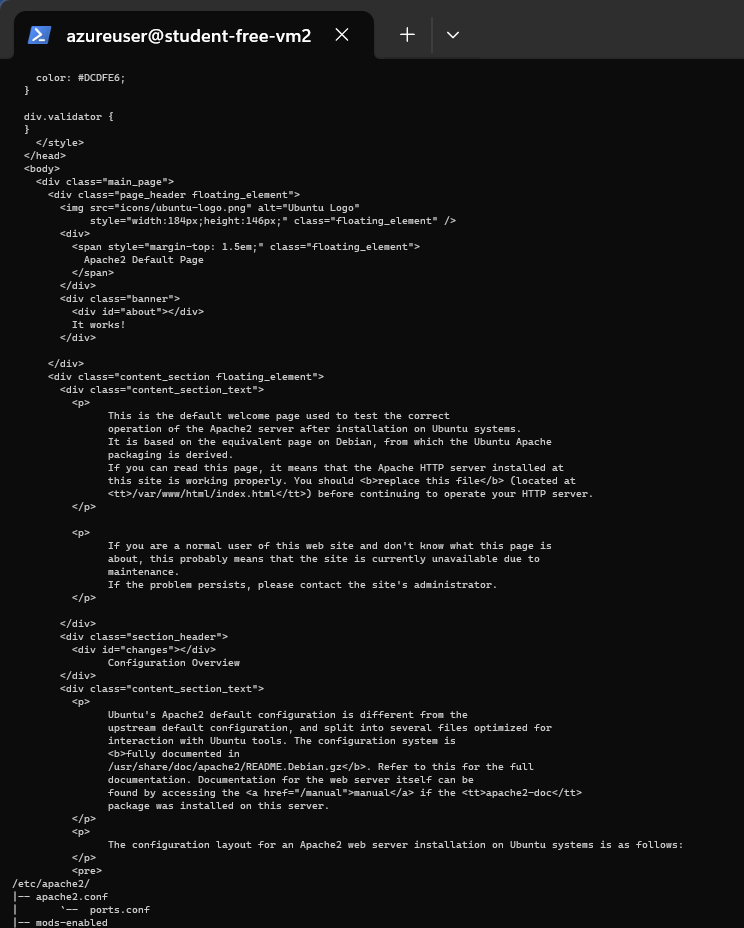 azureuser@student-free-vm2
    color: #DCDFE6;
  }

  div.validator {
  }
    </style>
  </head>
  <body>
    <div class="main_page">
      <div class="page_header floating_element">
        <img src="icons/ubuntu-logo.png" alt="Ubuntu Logo"
             style="width:184px;height:146px;" class="floating_element" />
        <div>
          <span style="margin-top: 1.5em;" class="floating_element">
            Apache2 Default Page
          </span>
        </div>
        <div class="banner">
          <div id="about"></div>
          It works!
        </div>

      </div>
      <div class="content_section floating_element">
        <div class="content_section_text">
          <p>
                This is the default welcome page used to test the correct
                operation of the Apache2 server after installation on Ubuntu systems.
                It is based on the equivalent page on Debian, from which the Ubuntu Apache
                packaging is derived.
                If you can read this page, it means that the Apache HTTP server installed at
                this site is working properly. You should <b>replace this file</b> (located at
                <tt>/var/www/html/index.html</tt>) before continuing to operate your HTTP server.
          </p>

          <p>
                If you are a normal user of this web site and don't know what this page is
                about, this probably means that the site is currently unavailable due to
                maintenance.
                If the problem persists, please contact the site's administrator.
          </p>

        </div>
        <div class="section_header">
          <div id="changes"></div>
                Configuration Overview
        </div>
        <div class="content_section_text">
          <p>
                Ubuntu's Apache2 default configuration is different from the
                upstream default configuration, and split into several files optimized for
                interaction with Ubuntu tools. The configuration system is
                <b>fully documented in
                /usr/share/doc/apache2/README.Debian.gz</b>. Refer to this for the full
                documentation. Documentation for the web server itself can be
                found by accessing the <a href="/manual">manual</a> if the <tt>apache2-doc</tt>
                package was installed on this server.
          </p>
          <p>
                The configuration layout for an Apache2 web server installation on Ubuntu systems is as follows:
          </p>
          <pre>
/etc/apache2/
|-- apache2.conf
|       `--  ports.conf
|-- mods-enabled